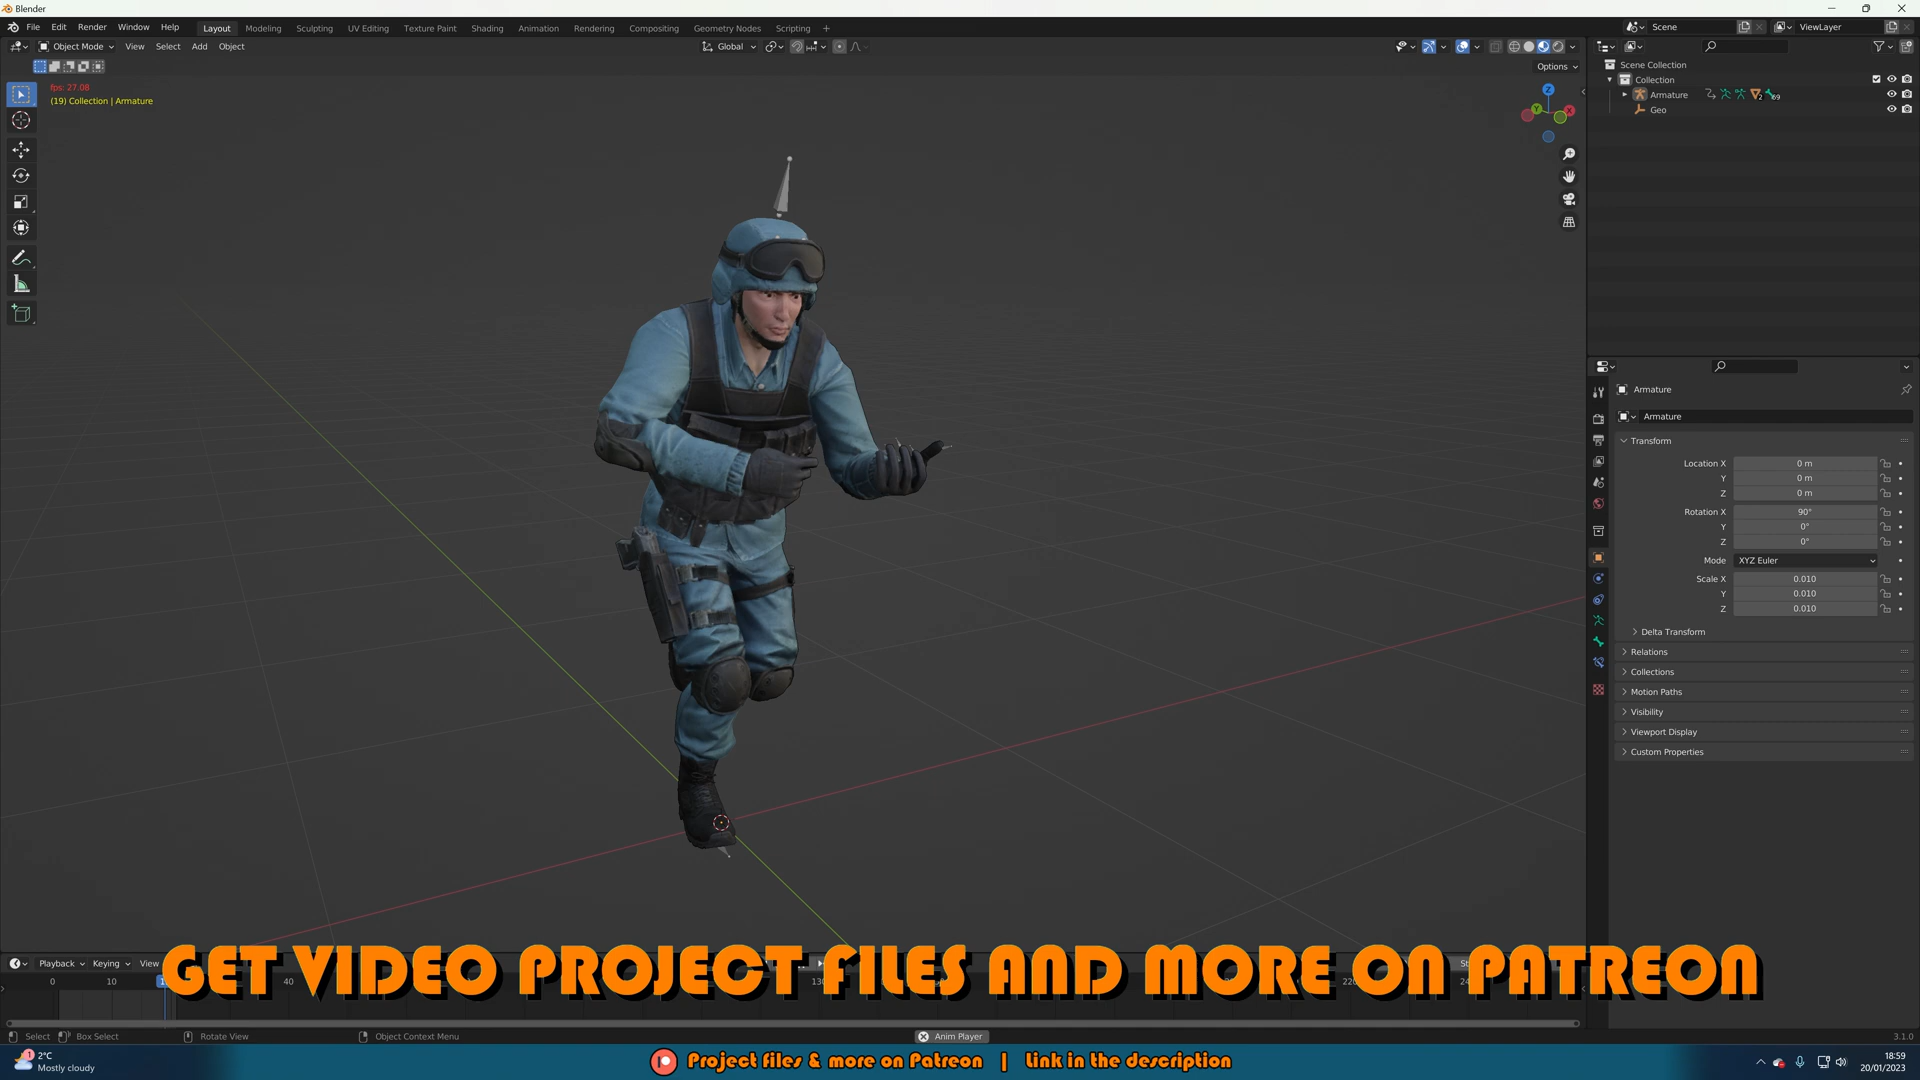 Blender
File Edit Render Window Help Layout Modeling Sculpting UV Editing Texture Paint Shading Animation Rendering Compositing Geometry Nodes Scripting + Scene ViewLayer
Object Mode View Select Add Object Global
Options
fps: 27.08
(19) Collection | Armature
Z
Y
X
Scene Collection
Collection
Armature 2 69
Geo
Armature
Armature
Transform
Location X 0 m
Y 0 m
Z 0 m
Rotation X 90°
Y 0°
Z 0°
Mode XYZ Euler
Scale X 0.010
Y 0.010
Z 0.010
Delta Transform
Relations
Collections
Motion Paths
Visibility
Viewport Display
Custom Properties
Playback Keying View
GET VIDEO PROJECT FILES AND MORE ON PATREON
0 10 40
Select Box Select Rotate View Object Context Menu Anim Player 3.1.0
1 2°C
Mostly cloudy
Project files & more on Patreon | Link in the description
18:59
20/01/2023